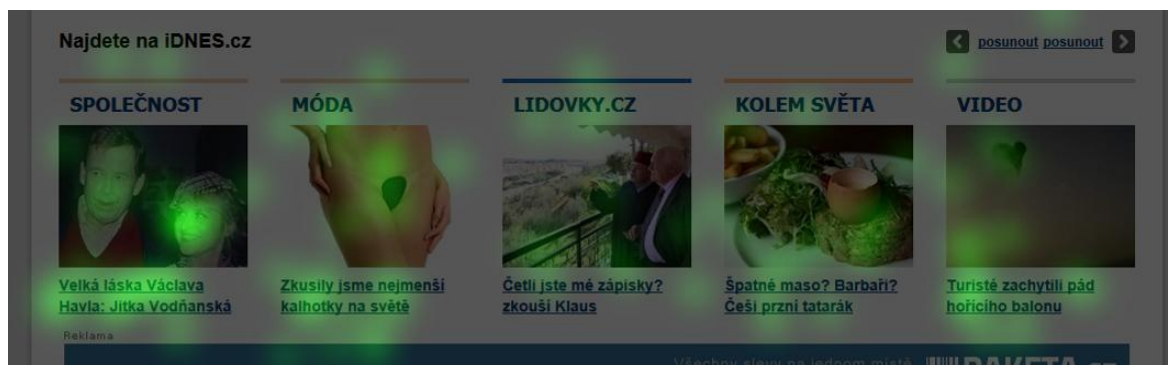 Najdete na iDNES.cz
posunout posunout
SPOLEČNOST
MÓDA
LIDOVKY.CZ
KOLEM SVĚTA
VIDEO
Velká láska Václava
Havla: Jitka Vodňanská
Zkusily jsme nejmenší
kalhotky na světě
Četli jste mé zápisky?
zkouší Klaus
Špatné maso? Barbaři?
Češi przní tatarák
Turisté zachytili pád
hořícího balonu
Reklama
Všechny slevy na jednom místě
RAKETA.cz